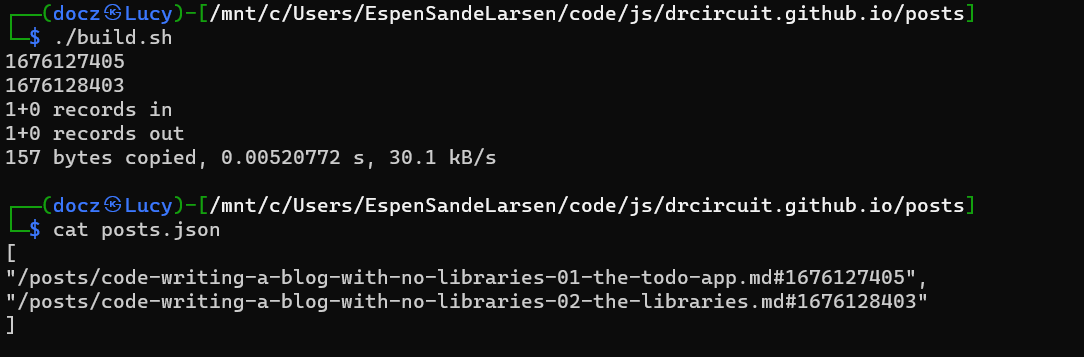 ┌──(docz㉿Lucy)-[/mnt/c/Users/EspenSandeLarsen/code/js/drcircuit.github.io/posts]
└─$ ./build.sh
1676127405
1676128403
1+0 records in
1+0 records out
157 bytes copied, 0.00520772 s, 30.1 kB/s
┌──(docz㉿Lucy)-[/mnt/c/Users/EspenSandeLarsen/code/js/drcircuit.github.io/posts]
└─$ cat posts.json
[
"/posts/code-writing-a-blog-with-no-libraries-01-the-todo-app.md#1676127405",
"/posts/code-writing-a-blog-with-no-libraries-02-the-libraries.md#1676128403"
]